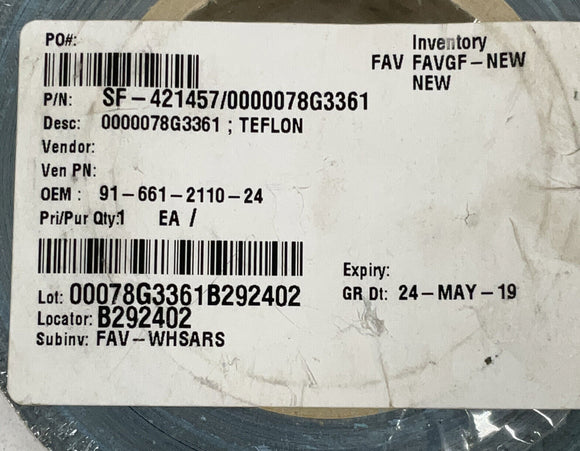 PO#:
Inventory
FAV FAVGF-NEW
NEW
P/N: SF-421457/0000078G3361
Desc: 0000078G3361 ; TEFLON
Vendor:
Ven PN:
OEM : 91-661-2110-24
Pri/Pur Qty:1 EA /
Expiry:
Lot: 00078G3361B292402
GR Dt: 24-MAY-19
Locator: B292402
Subinv: FAV-WHSARS